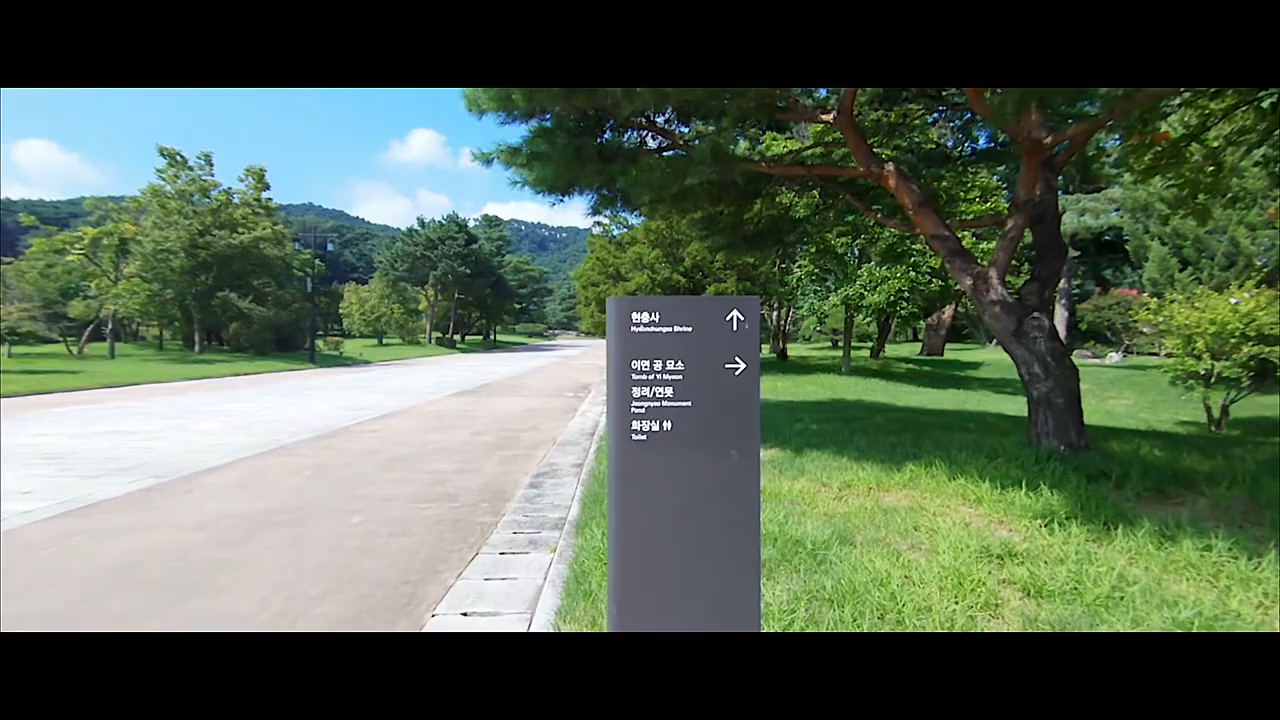 현충사
Hyeonchungsa Shrine
이면 공 묘소
Tomb of Yi Myeon
정려/연못
Jeongnyeo Monument
Pond
화장실
Toilet